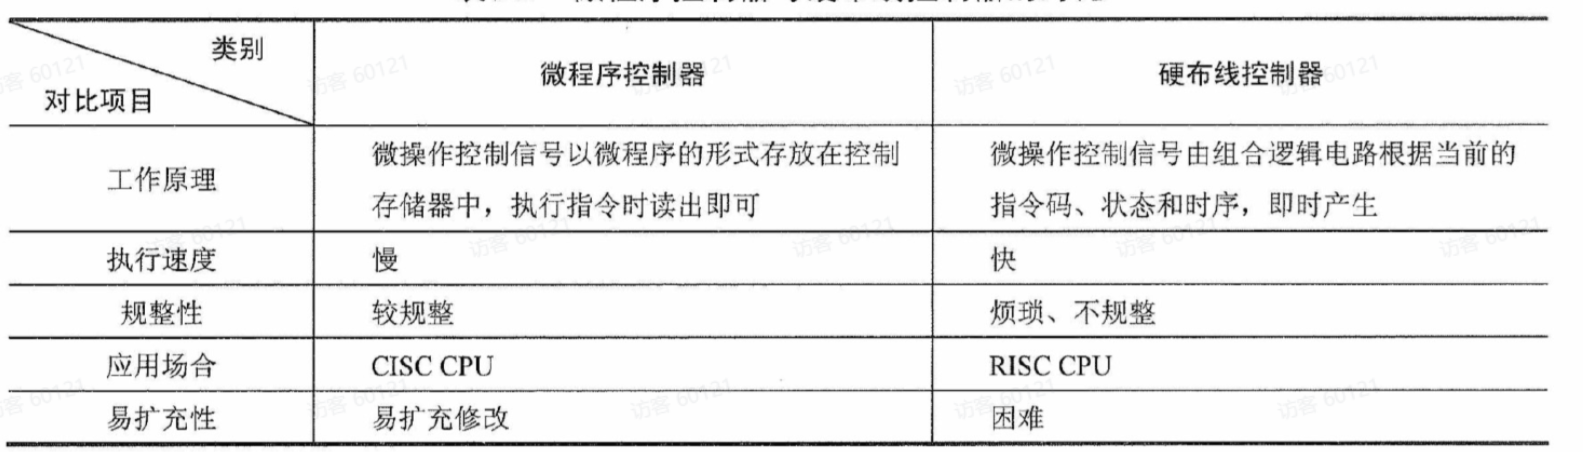 类别
对比项目
微程序控制器
硬布线控制器
工作原理
微操作控制信号以微程序的形式存放在控制
存储器中，执行指令时读出即可
微操作控制信号由组合逻辑电路根据当前的
指令码、状态和时序，即时产生
执行速度
慢
快
规整性
较规整
烦琐、不规整
应用场合
CISC CPU
RISC CPU
易扩充性
易扩充修改
困难
访客 60121